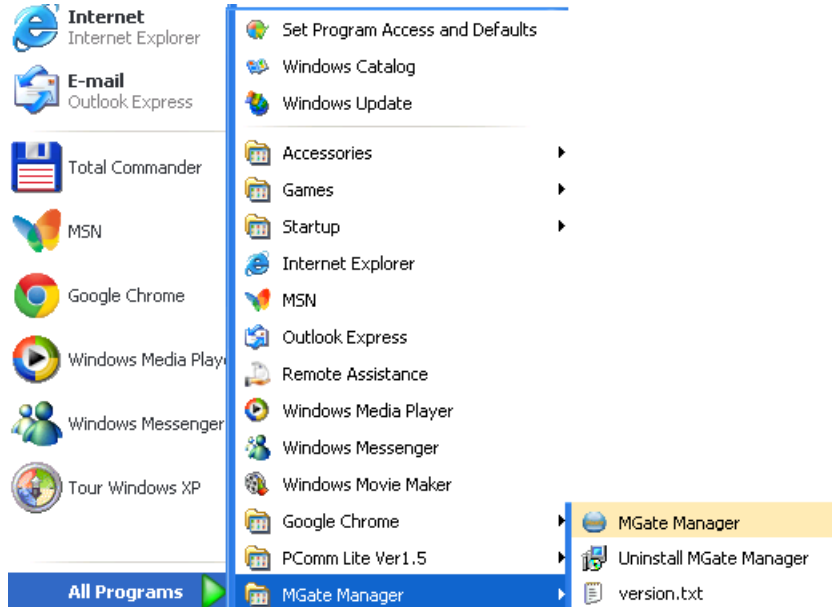 Internet
Internet Explorer
E-mail
Outlook Express
Total Commander
MSN
Google Chrome
Windows Media Play
Windows Messenger
Tour Windows XP
All Programs
Set Program Access and Defaults
Windows Catalog
Windows Update
Accessories
Games
Startup
Internet Explorer
MSN
Outlook Express
Remote Assistance
Windows Media Player
Windows Messenger
Windows Movie Maker
Google Chrome
PComm Lite Ver1.5
MGate Manager
MGate Manager
Uninstall MGate Manager
version.txt